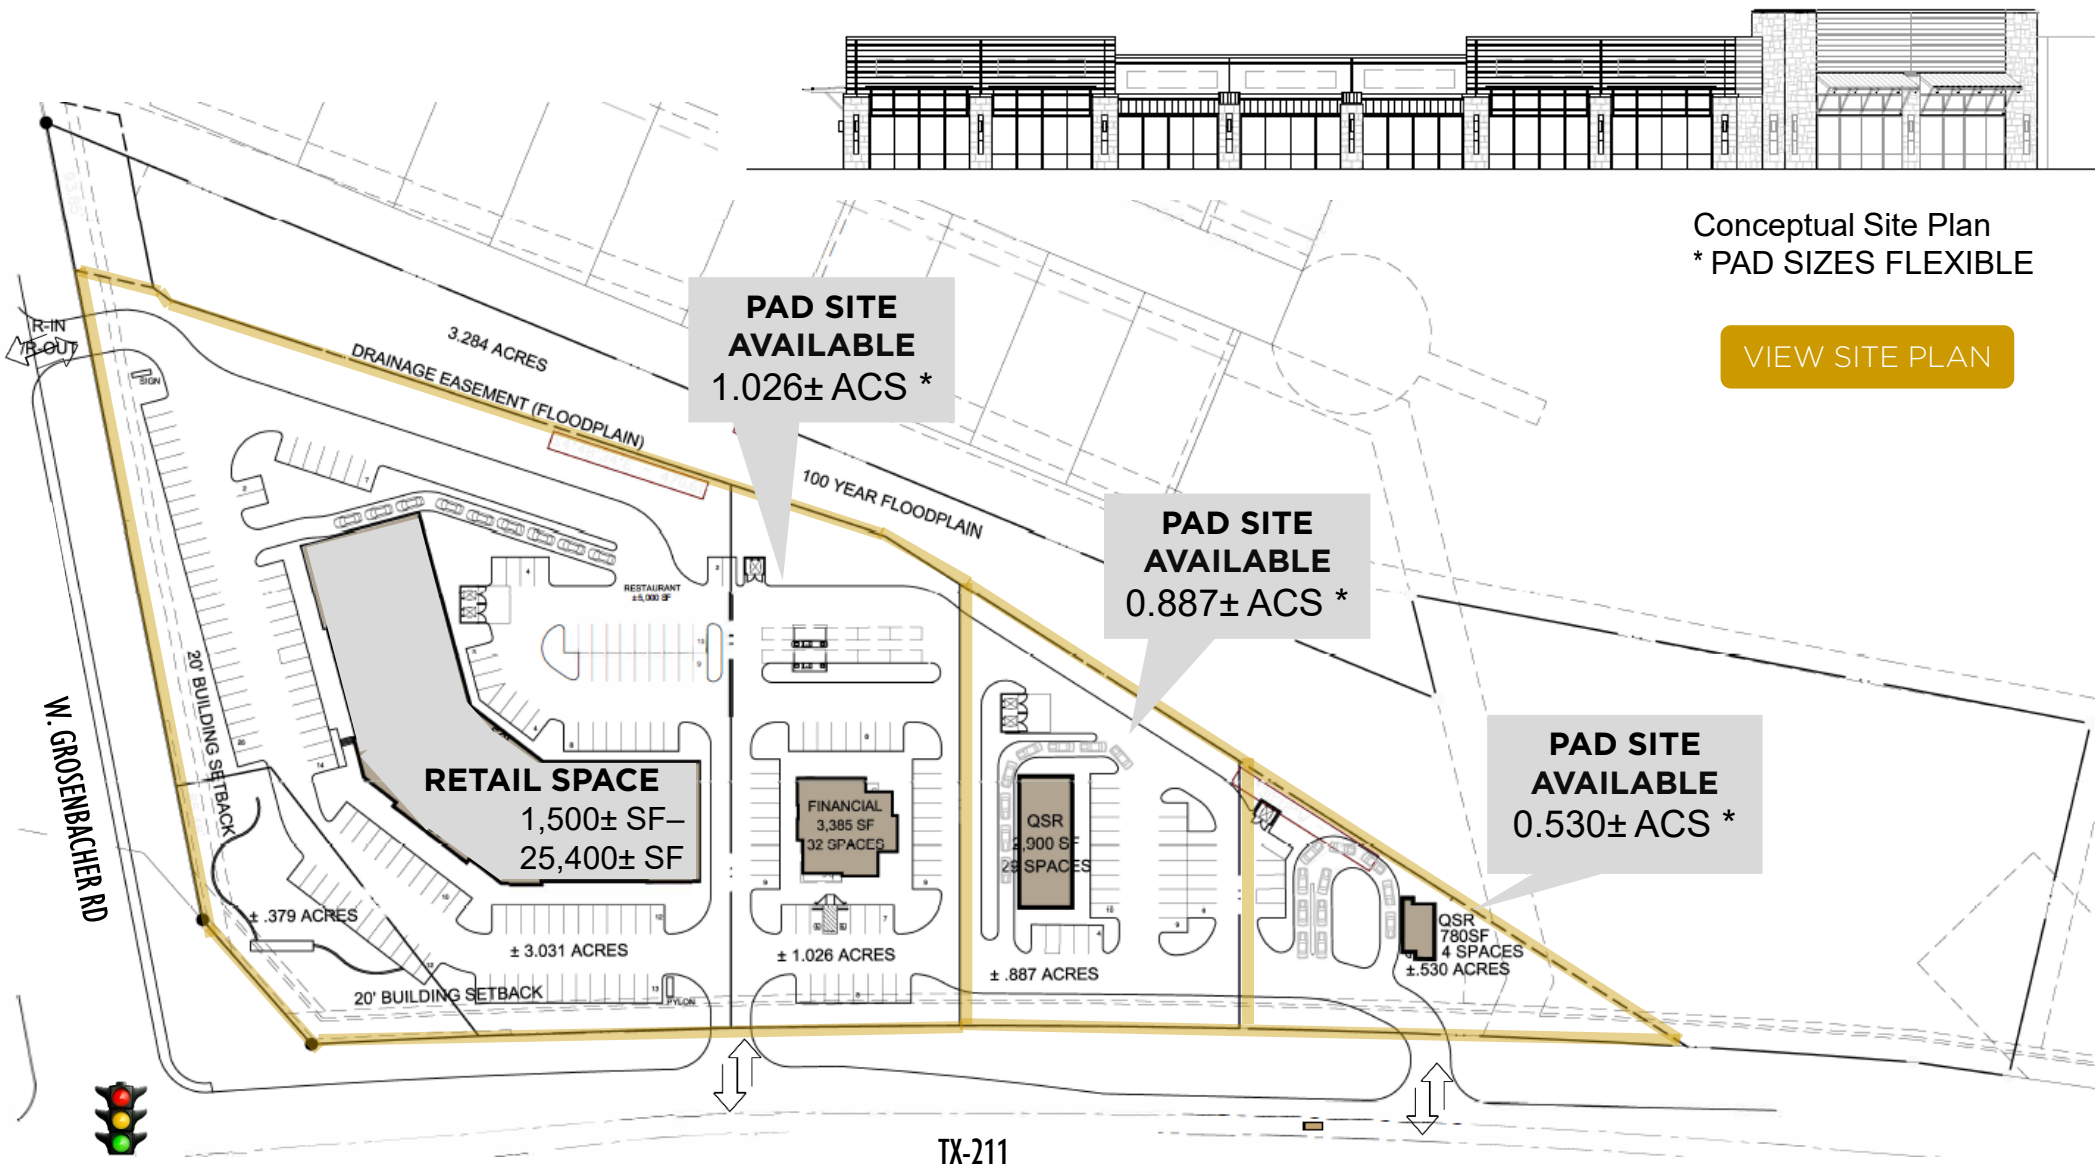 Conceptual Site Plan
* PAD SIZES FLEXIBLE
VIEW SITE PLAN
PAD SITE
AVAILABLE
1.026± ACS *
R-IN
/R-OUT
3.284 ACRES
DRAINAGE EASEMENT (FLOODPLAIN)
SIGN
100 YEAR FLOODPLAIN
PAD SITE
AVAILABLE
0.887± ACS *
RESTAURANT
±5,000 SF
20' BUILDING SETBACK
W. GROSENBACHER RD
PAD SITE
AVAILABLE
0.530± ACS *
RETAIL SPACE
1,500± SF–
25,400± SF
FINANCIAL
3,385 SF
32 SPACES
QSR
2,900 SF
29 SPACES
QSR
780SF
4 SPACES
±.530 ACRES
± .379 ACRES
± 3.031 ACRES
± 1.026 ACRES
± .887 ACRES
20' BUILDING SETBACK
PYLON
TX-211